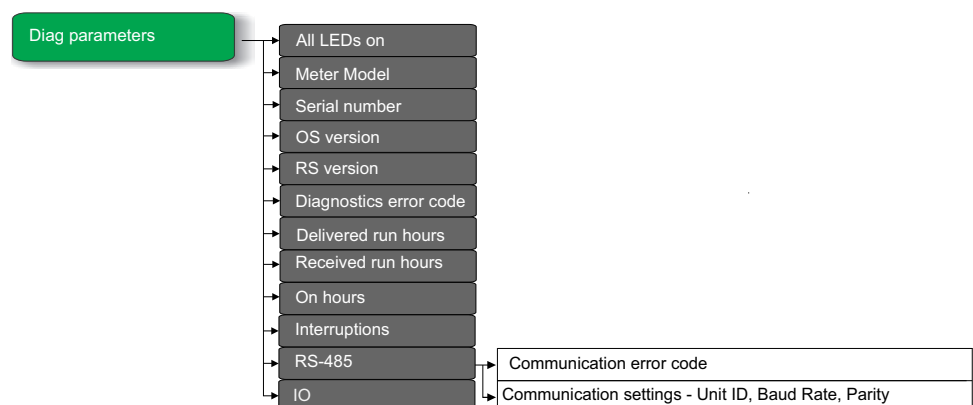 Diag parameters
All LEDs on
Meter Model
Serial number
OS version
RS version
Diagnostics error code
Delivered run hours
Received run hours
On hours
Interruptions
RS-485
Communication error code
IO
Communication settings - Unit ID, Baud Rate, Parity